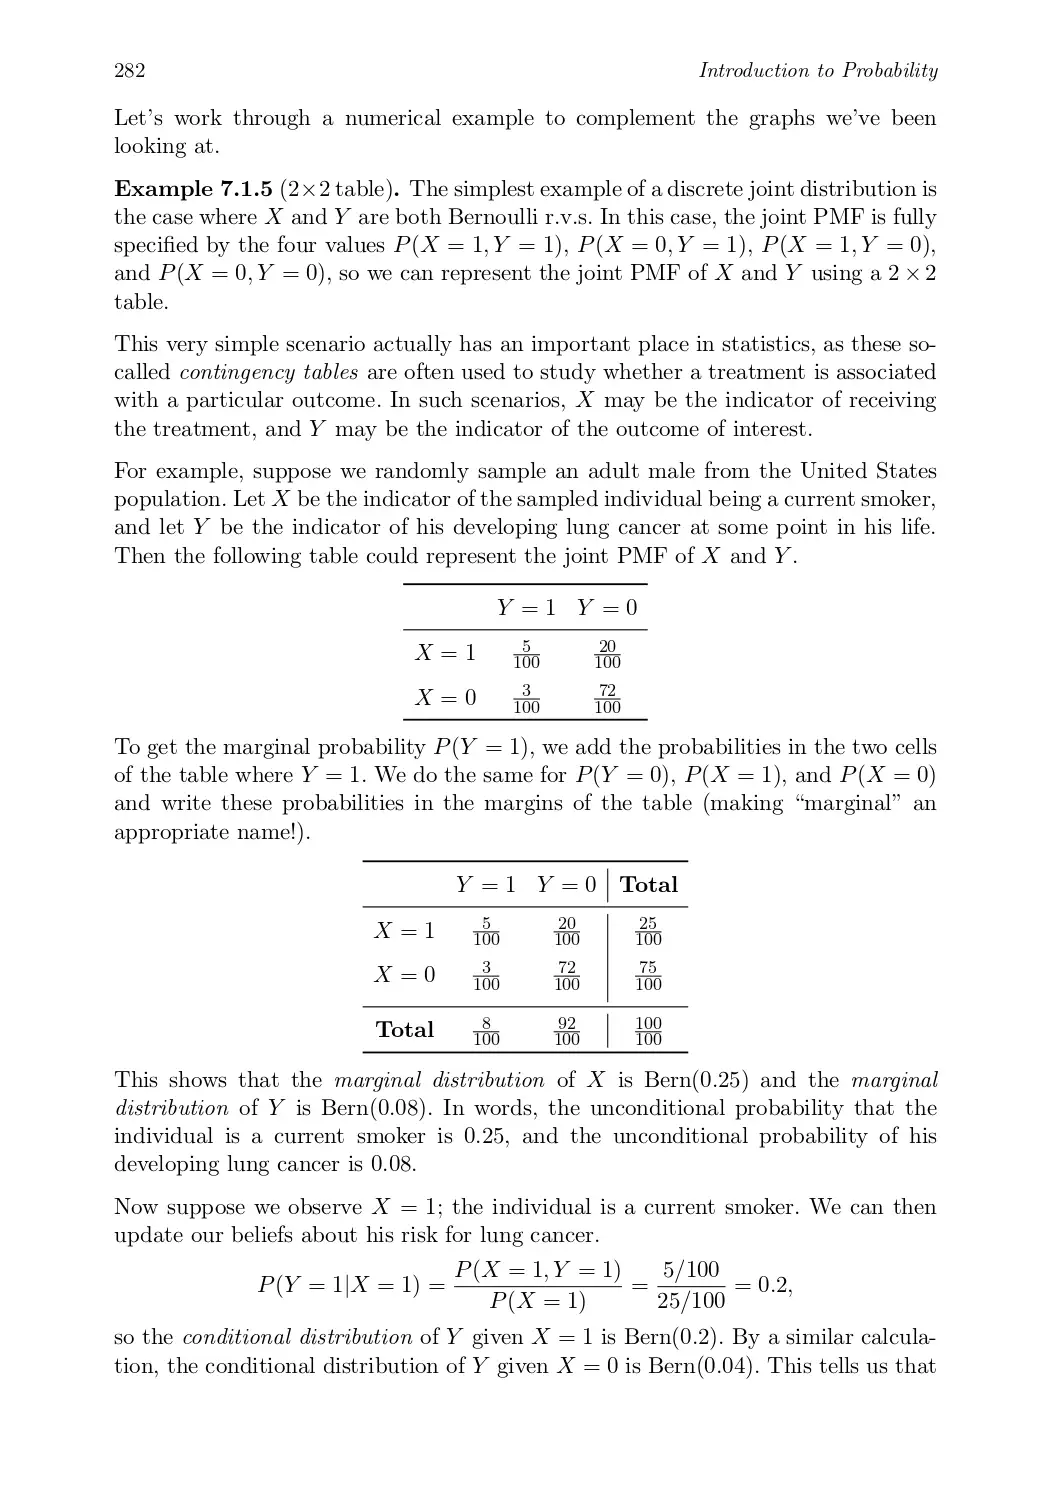 282 Introduction to Probability
Let's work through a numerical example to complement the graphs we've been
looking at.
Example 7.1.5 (2×2 table). The simplest example of a discrete joint distribution is
the case where X and Y are both Bernoulli r.v.s. In this case, the joint PMF is fully
specified by the four values P(X = 1, Y = 1), P(X = 0, Y = 1), P(X = 1, Y = 0),
and P(X = 0, Y = 0), so we can represent the joint PMF of X and Y using a 2 × 2
table.
This very simple scenario actually has an important place in statistics, as these so-
called contingency tables are often used to study whether a treatment is associated
with a particular outcome. In such scenarios, X may be the indicator of receiving
the treatment, and Y may be the indicator of the outcome of interest.
For example, suppose we randomly sample an adult male from the United States
population. Let X be the indicator of the sampled individual being a current smoker,
and let Y be the indicator of his developing lung cancer at some point in his life.
Then the following table could represent the joint PMF of X and Y.
Y = 1 Y = 0
X = 1 5/100 20/100
X = 0 3/100 72/100
To get the marginal probability P(Y = 1), we add the probabilities in the two cells
of the table where Y = 1. We do the same for P(Y = 0), P(X = 1), and P(X = 0)
and write these probabilities in the margins of the table (making “marginal” an
appropriate name!).
Y = 1 Y = 0 Total
X = 1 5/100 20/100 25/100
X = 0 3/100 72/100 75/100
Total 8/100 92/100 100/100
This shows that the marginal distribution of X is Bern(0.25) and the marginal
distribution of Y is Bern(0.08). In words, the unconditional probability that the
individual is a current smoker is 0.25, and the unconditional probability of his
developing lung cancer is 0.08.
Now suppose we observe X = 1; the individual is a current smoker. We can then
update our beliefs about his risk for lung cancer.
P(Y = 1|X = 1) = P(X = 1, Y = 1)/P(X = 1) = 5/100/25/100 = 0.2,
so the conditional distribution of Y given X = 1 is Bern(0.2). By a similar calcula-
tion, the conditional distribution of Y given X = 0 is Bern(0.04). This tells us that